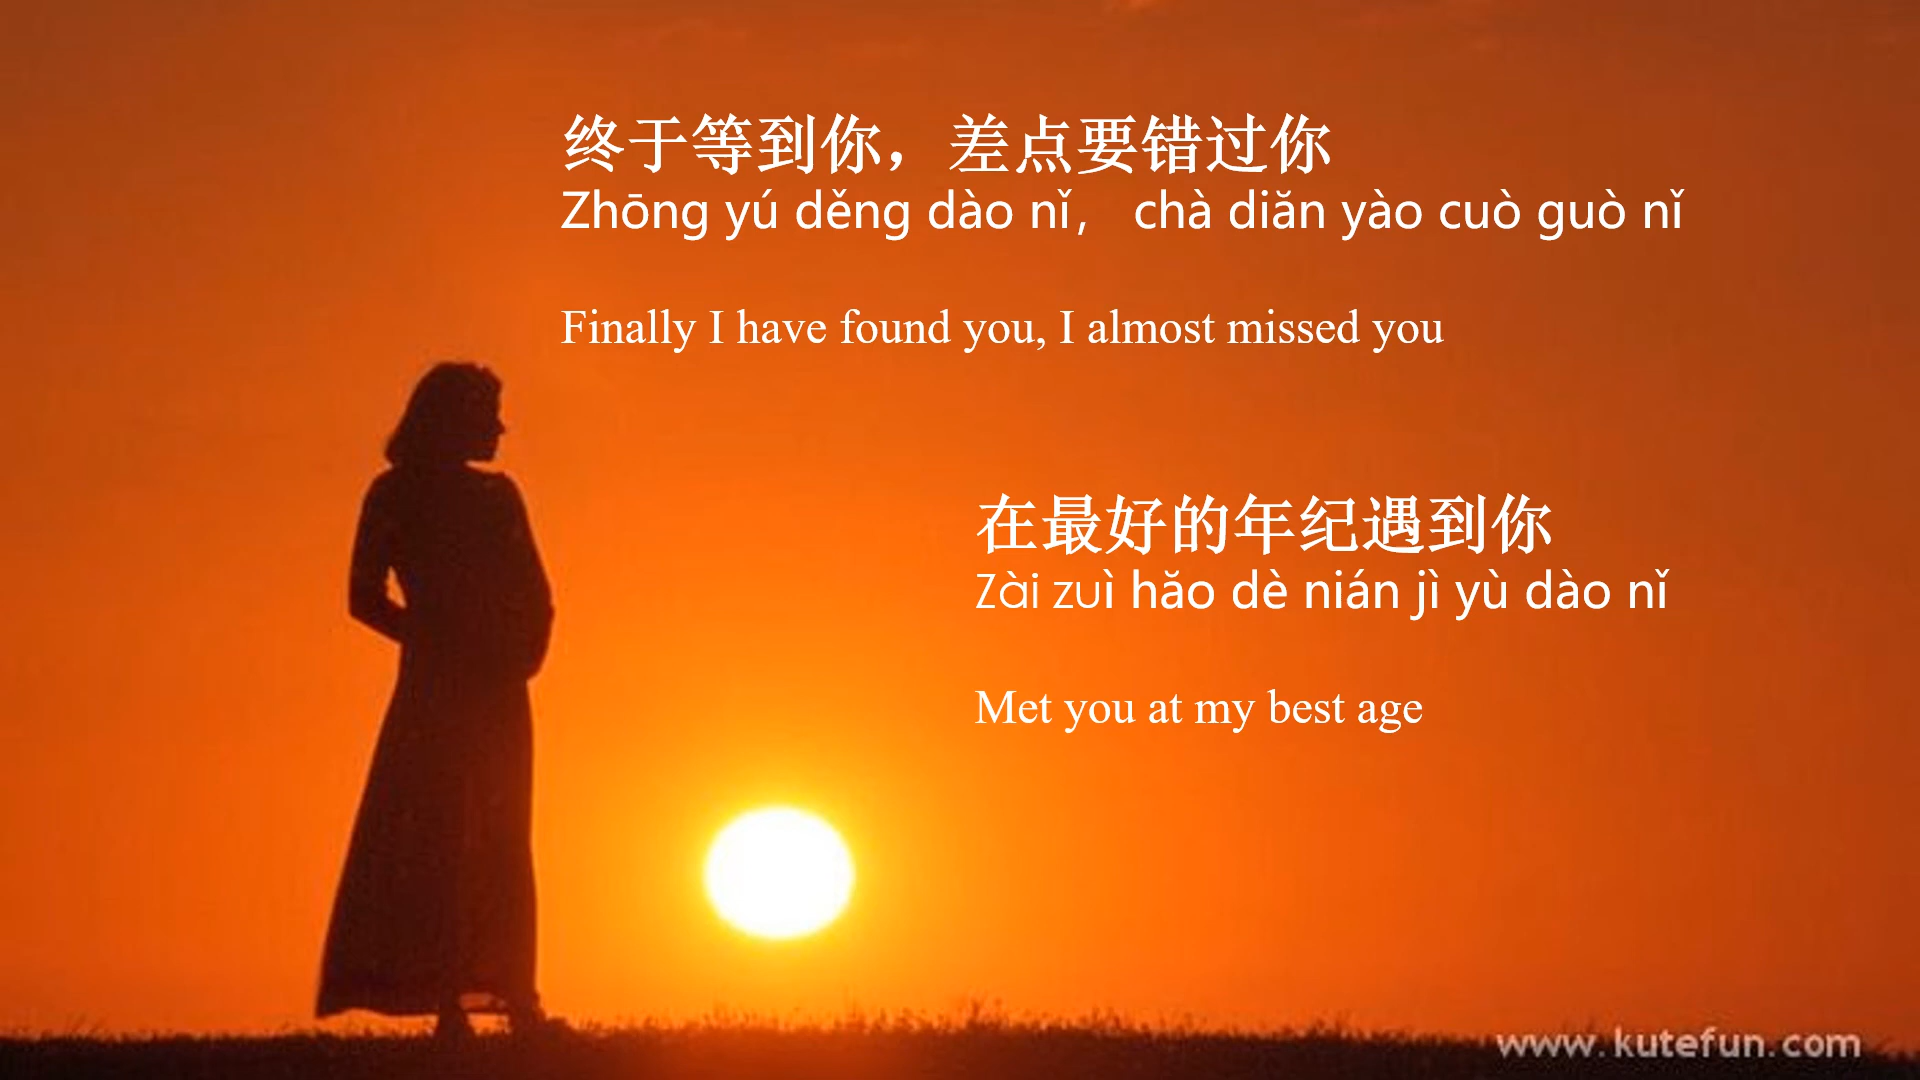 终于等到你，差点要错过你
Zhōng yú děng dào nǐ， chà diăn yào cuò guò nǐ
Finally I have found you, I almost missed you
在最好的年纪遇到你
Zài zuì hăo dè nián jì yù dào nǐ
Met you at my best age
www.kutefun.com